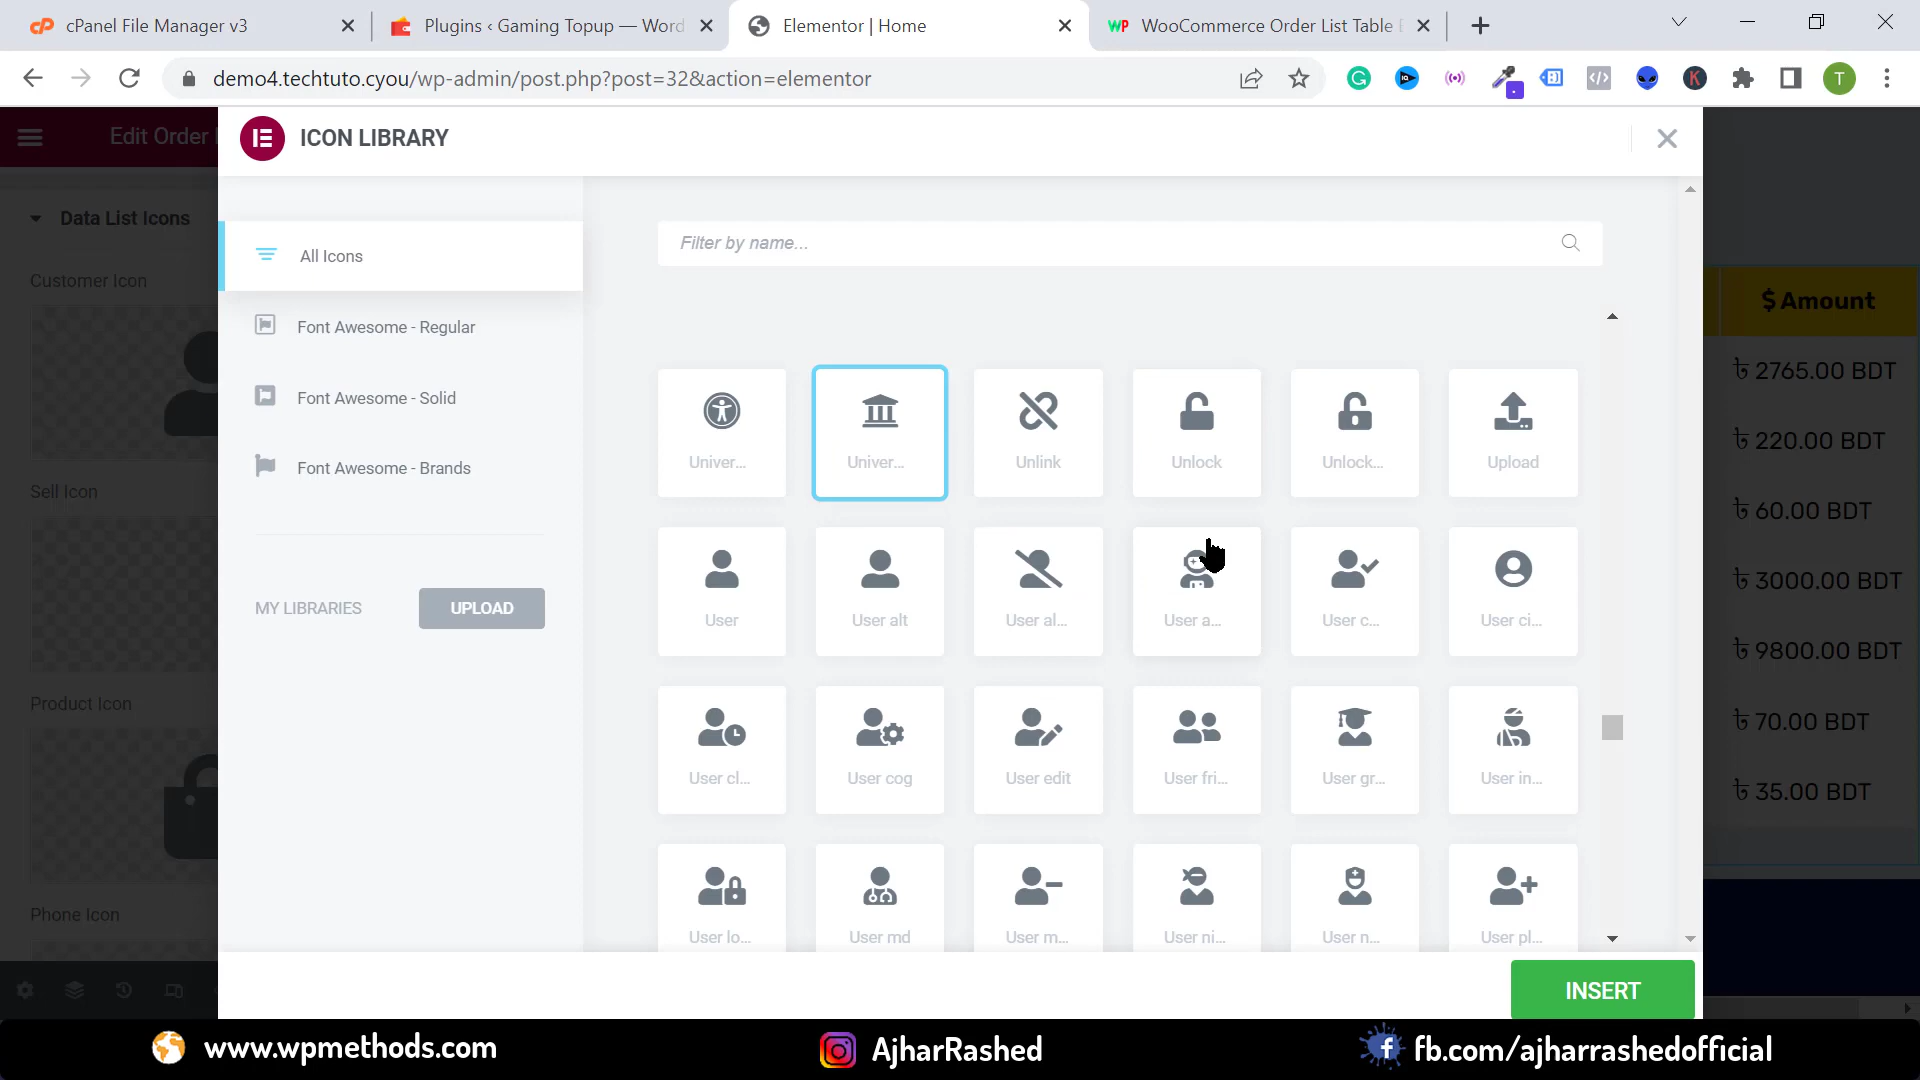 cPanel File Manager v3
Plugins ‹ Gaming Topup — Word
Elementor | Home
WooCommerce Order List Table
demo4.techtuto.cyou/wp-admin/post.php?post=32&action=elementor
T
Edit Order
ICON LIBRARY
Data List Icons
Customer Icon
Sell Icon
Product Icon
Phone Icon
All Icons
Font Awesome - Regular
Font Awesome - Solid
Font Awesome - Brands
MY LIBRARIES
UPLOAD
Filter by name...
Univer...
Univer...
Unlink
Unlock
Unlock...
Upload
User
User alt
User al...
User a...
User c...
User ci...
User cl...
User cog
User edit
User fri...
User gr...
User in...
User lo...
User md
User m...
User ni...
User n...
User pl...
INSERT
$ Amount
৳ 2765.00 BDT
৳ 220.00 BDT
৳ 60.00 BDT
৳ 3000.00 BDT
৳ 9800.00 BDT
৳ 70.00 BDT
৳ 35.00 BDT
www.wpmethods.com
AjharRashed
fb.com/ajharrashedofficial